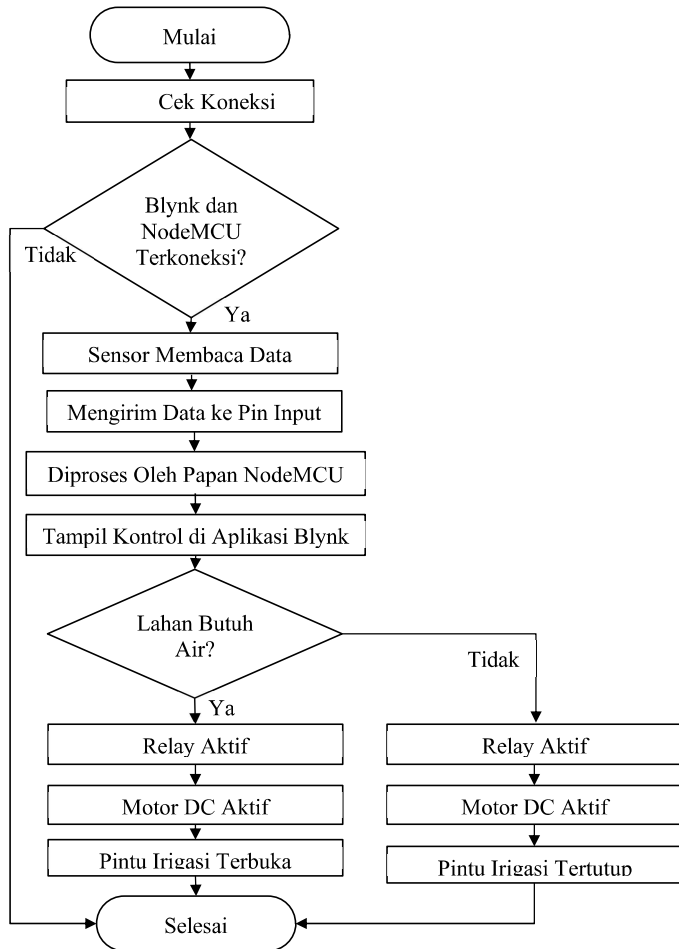 Mulai
Cek Koneksi
Blynk dan
NodeMCU
Terkoneksi?
Tidak
Ya
Sensor Membaca Data
Mengirim Data ke Pin Input
Diproses Oleh Papan NodeMCU
Tampil Kontrol di Aplikasi Blynk
Lahan Butuh
Air?
Tidak
Ya
Relay Aktif
Relay Aktif
Motor DC Aktif
Motor DC Aktif
Pintu Irigasi Terbuka
Pintu Irigasi Tertutup
Selesai